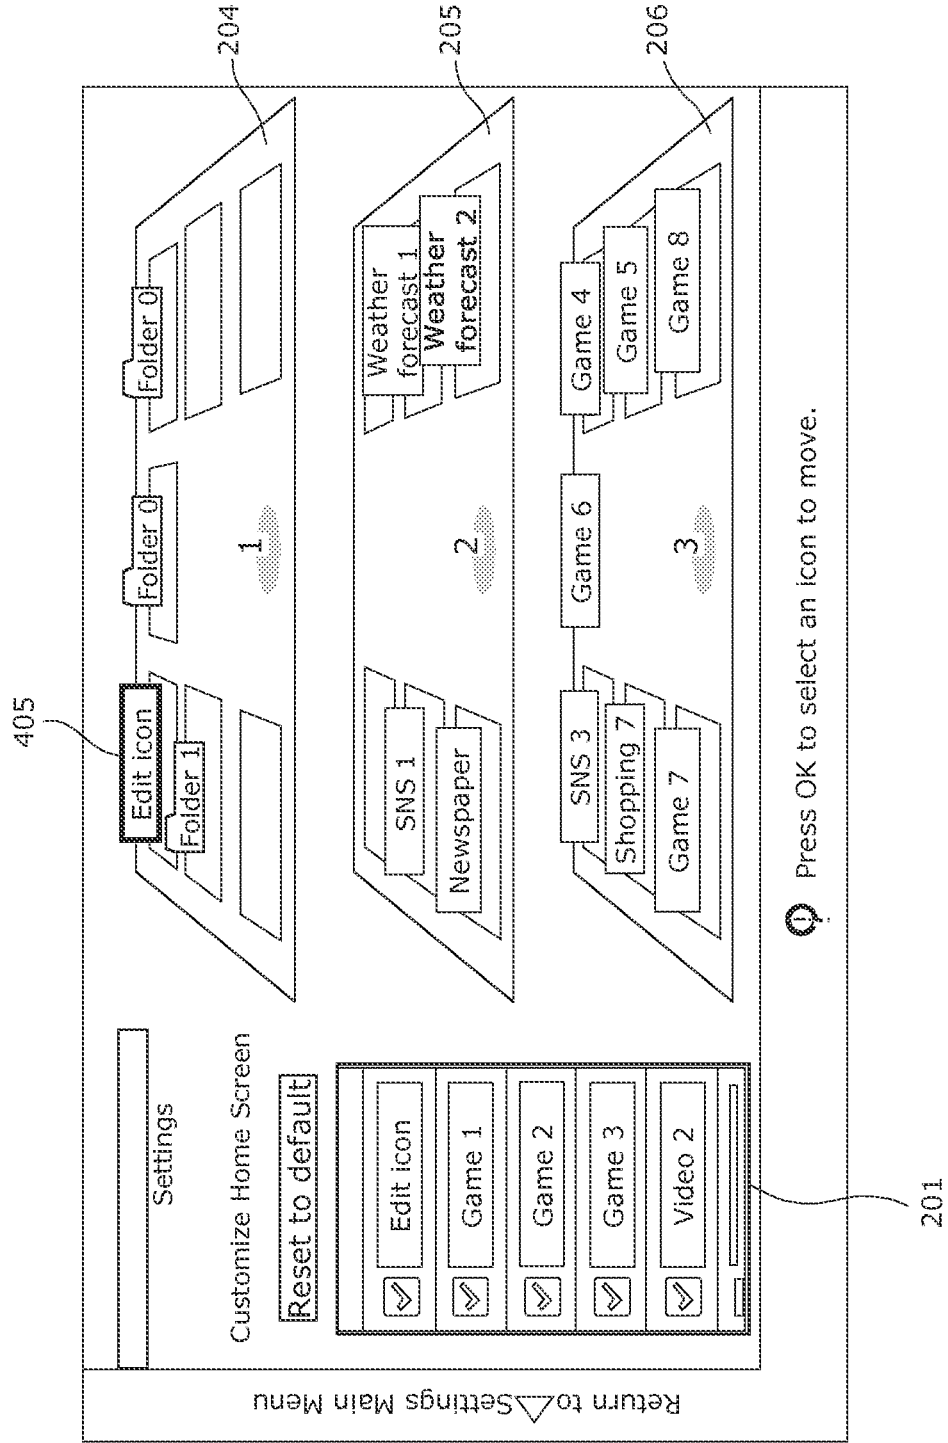 405
204
205
206
Settings
Customize Home Screen
Reset to default
Edit icon
Game 1
Game 2
Game 3
Video 2
201
Edit icon
Folder 0
Folder 0
Folder 1
1
SNS 1
Newspaper
Weather
forecast 1
Weather
forecast 2
2
SNS 3
Game 6
Game 4
Shopping 7
Game 5
Game 7
Game 8
3
Return to Settings Main Menu
Press OK to select an icon to move.